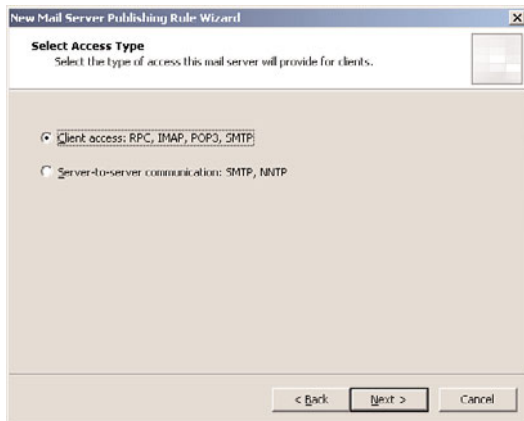 New Mail Server Publishing Rule Wizard
Select Access Type
Select the type of access this mail server will provide for clients.
Client access: RPC, IMAP, POP3, SMTP
Server-to-server communication: SMTP, NNTP
< Back
Next >
Cancel